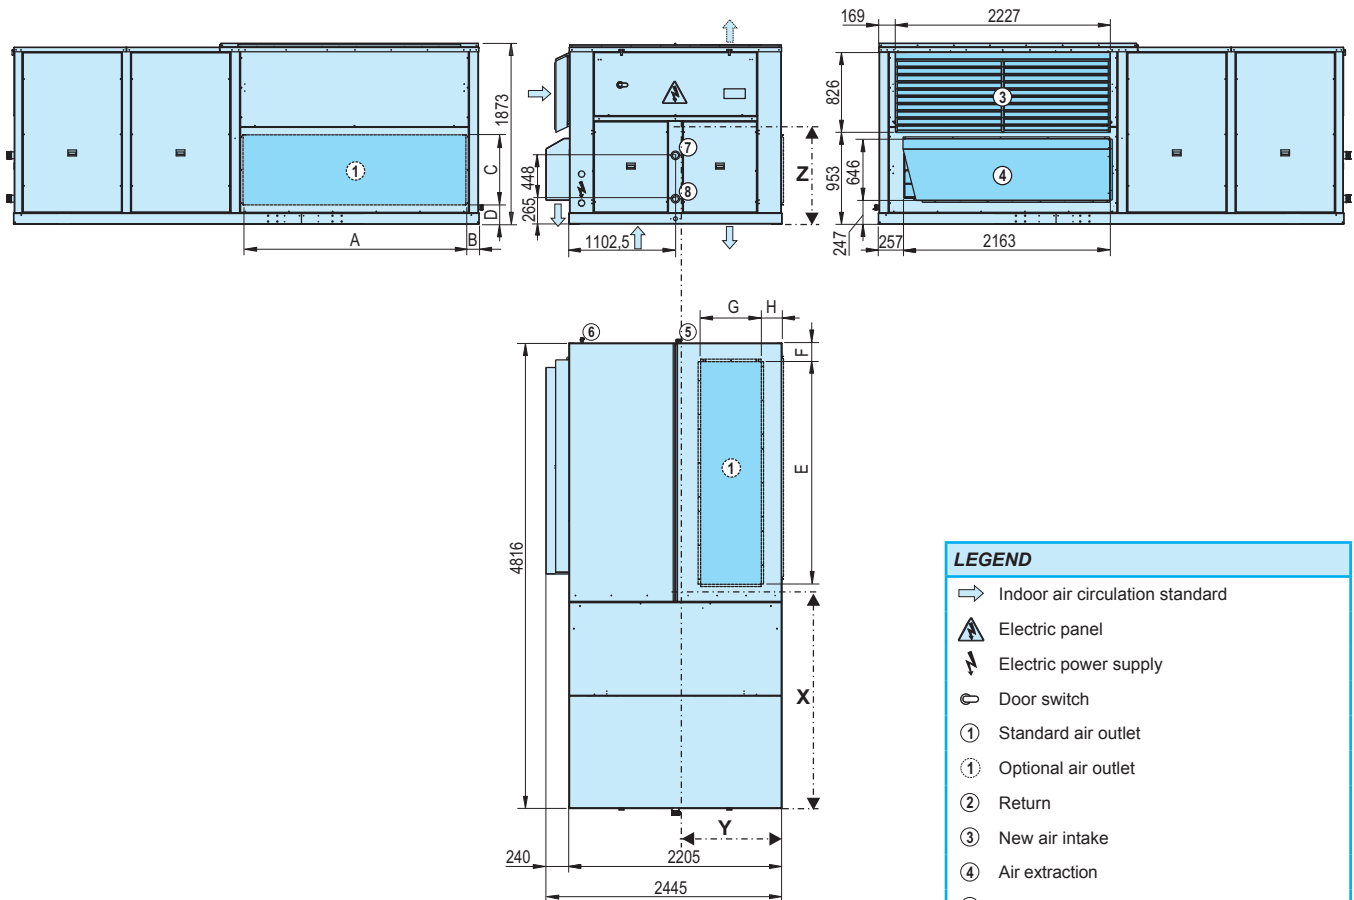 169
2227
1873
826
953
646
247
257
2163
3
4
1
C
D
A
B
448
265
1102,5
7
8
Z
6
5
G
H
F
E
1
4816
X
Y
240
2205
2445
LEGEND
Indoor air circulation standard
Electric panel
Electric power supply
Door switch
1 Standard air outlet
1 Optional air outlet
2 Return
3 New air intake
4 Air extraction